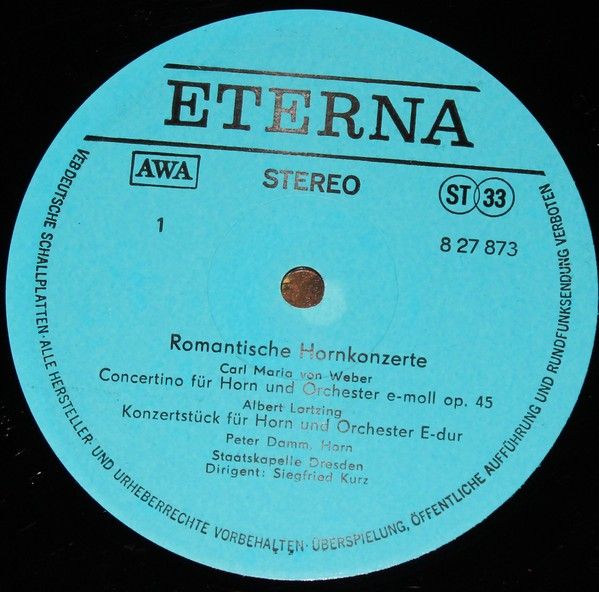 ETERNA
AWA
STEREO
ST 33
1
8 27 873
Romantische Hornkonzerte
Carl Maria von Weber
Concertino für Horn und Orchester e-moll op. 45
Albert Lortzing
Konzertstück für Horn und Orchester E-dur
Peter Damm, Horn
Staatskapelle Dresden
Dirigent: Siegfried Kurz
VEB DEUTSCHE SCHALLPLATTEN · ALLE HERSTELLER- UND URHEBERRECHTE VORBEHALTEN · ÜBERSPIELUNG, ÖFFENTLICHE AUFFÜHRUNG UND RUNDFUNKSENDUNG VERBOTEN